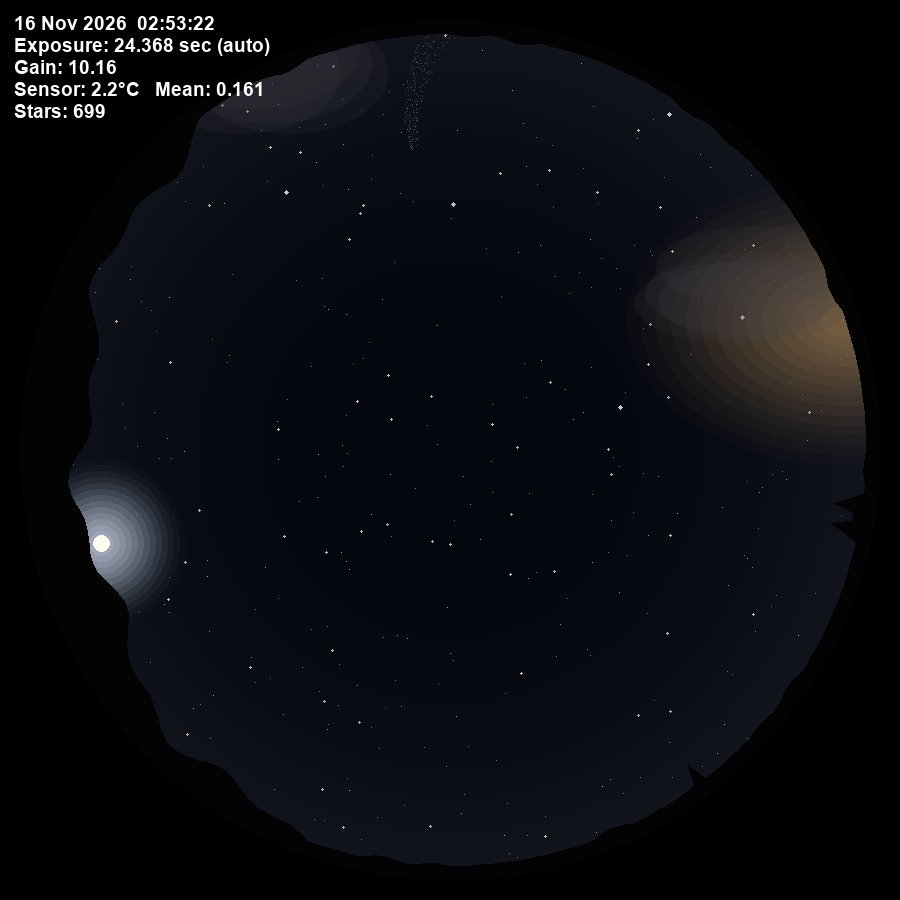 16 Nov 2026  02:53:22
Exposure: 24.368 sec (auto)
Gain: 10.16
Sensor: 2.2°C   Mean: 0.161
Stars: 699